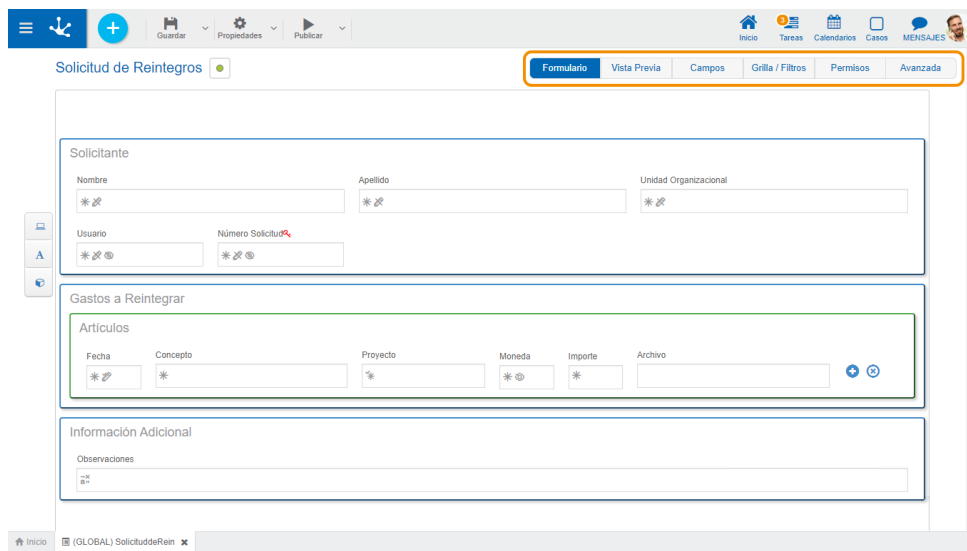 Guardar
Propiedades
Publicar
Inicio
3
Tareas
Calendarios
Casos
MENSAJES
Solicitud de Reintegros
Formulario
Vista Previa
Campos
Grilla / Filtros
Permisos
Avanzada
Solicitante
Nombre
Apellido
Unidad Organizacional
Usuario
Número Solicitud
A
Gastos a Reintegrar
Artículos
Fecha
Concepto
Proyecto
Moneda
Importe
Archivo
Información Adicional
Observaciones
Inicio
(GLOBAL) SolicituddeRein